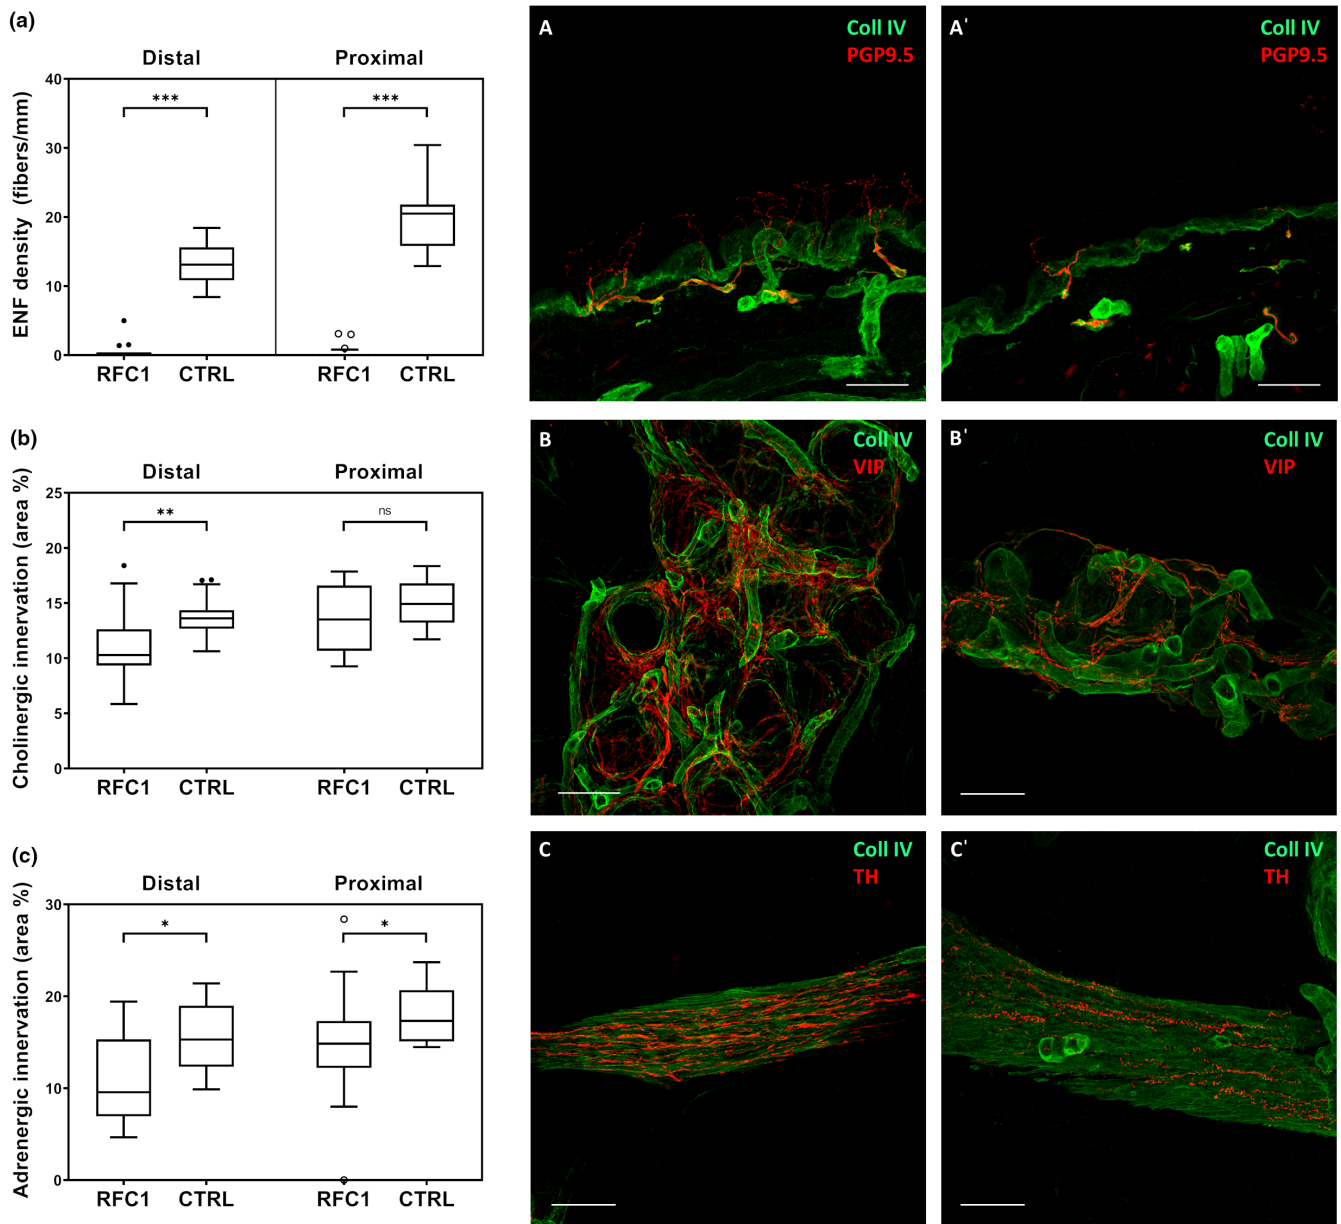 (a)
Distal Proximal
ENF density (fibers/mm)
40
30
20
10
0
*** ***
RFC1 CTRL RFC1 CTRL
A Coll IV
PGP9.5
A' Coll IV
PGP9.5
(b)
Distal Proximal
Cholinergic innervation (area %)
25
20
15
10
5
0
** ns
RFC1 CTRL RFC1 CTRL
B Coll IV
VIP
B' Coll IV
VIP
(c)
Distal Proximal
Adrenergic innervation (area %)
30
20
10
0
* *
RFC1 CTRL RFC1 CTRL
C Coll IV
TH
C' Coll IV
TH